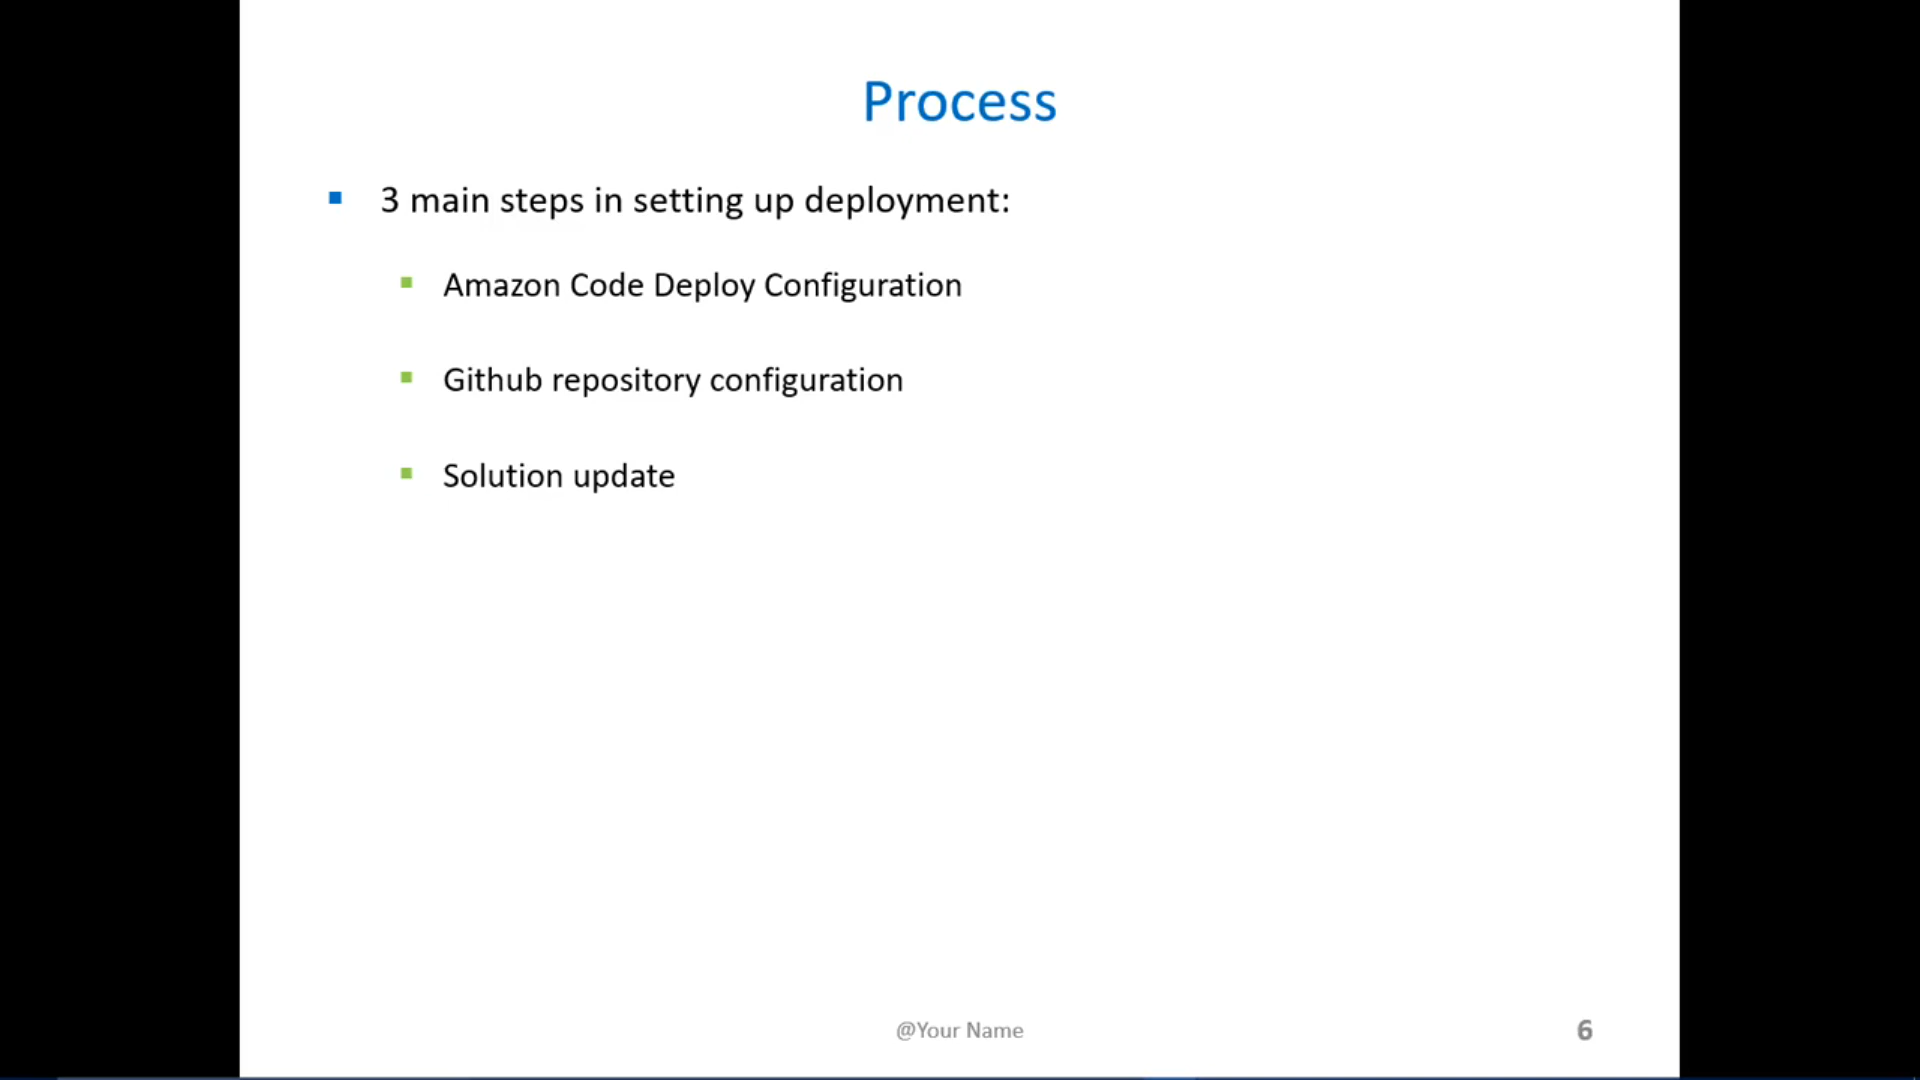 Process
3 main steps in setting up deployment:
Amazon Code Deploy Configuration
Github repository configuration
Solution update
@Your Name
6